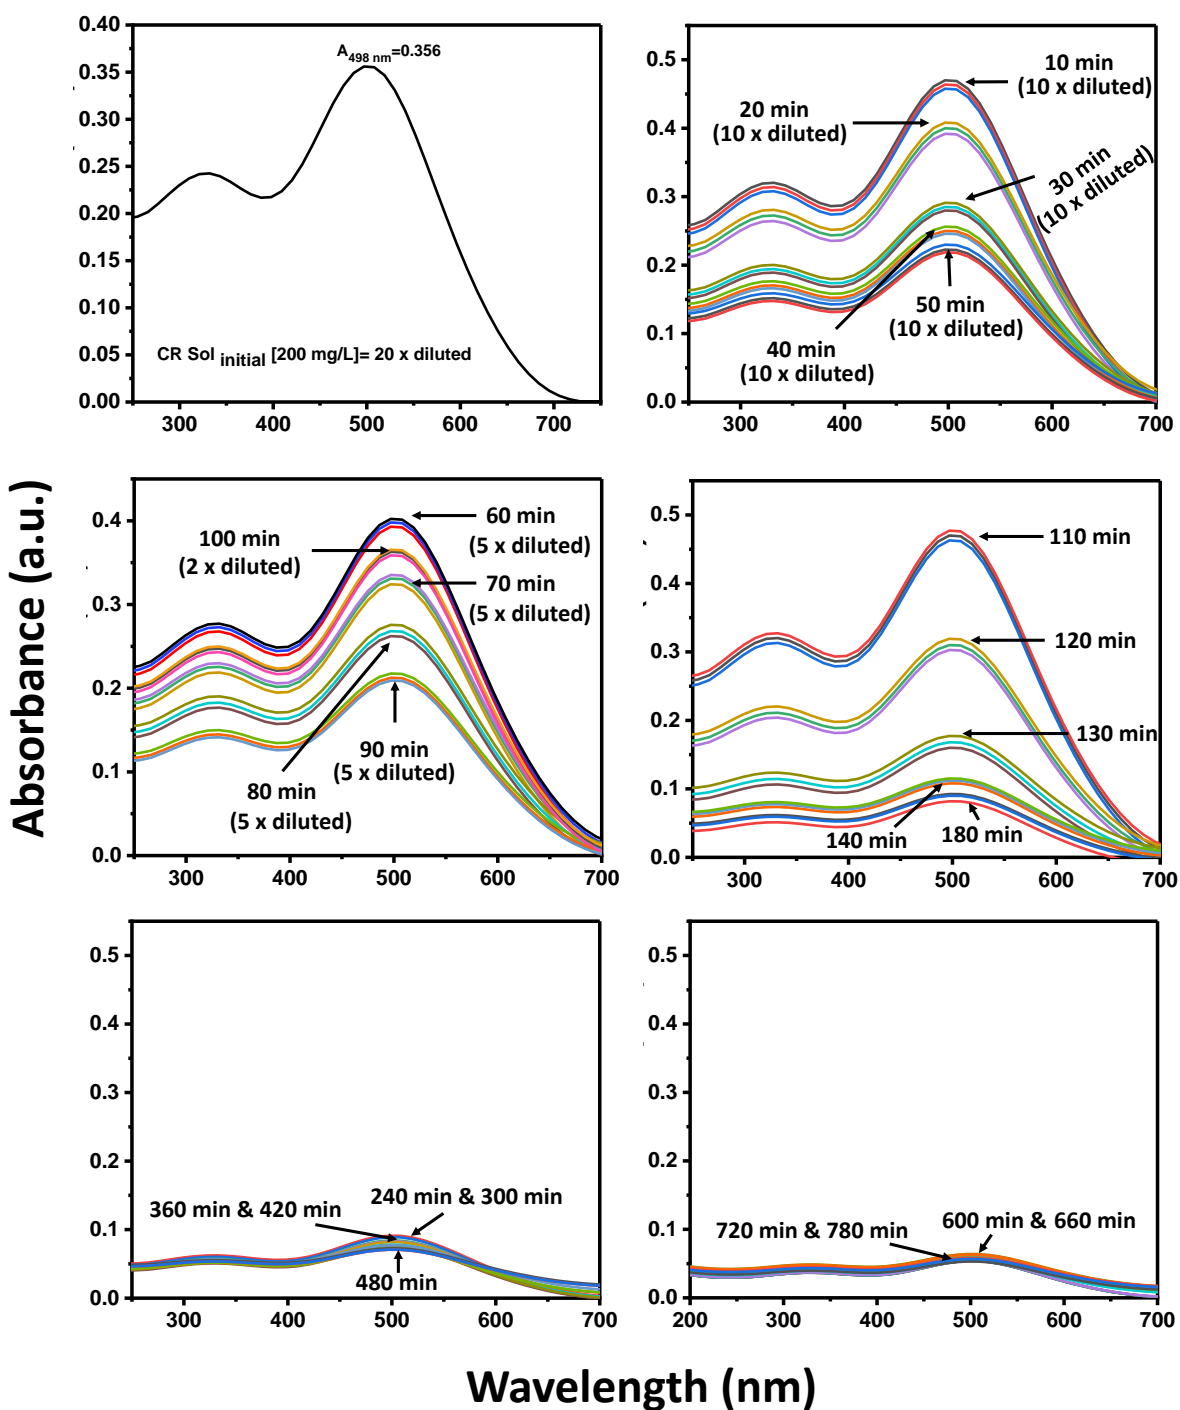 0.40
0.35
0.30
0.25
0.20
0.15
0.10
0.05
0.00
A498 nm=0.356
CR Sol initial [200 mg/L]= 20 x diluted
300 400 500 600 700
0.5
0.4
0.3
0.2
0.1
0.0
10 min
(10 x diluted)
20 min
(10 x diluted)
30 min
(10 x diluted)
50 min
(10 x diluted)
40 min
(10 x diluted)
300 400 500 600 700
Absorbance (a.u.)
0.4
0.3
0.2
0.1
0.0
60 min
(5 x diluted)
100 min
(2 x diluted)
70 min
(5 x diluted)
90 min
(5 x diluted)
80 min
(5 x diluted)
300 400 500 600 700
0.5
0.4
0.3
0.2
0.1
0.0
110 min
120 min
130 min
140 min
180 min
300 400 500 600 700
0.5
0.4
0.3
0.2
0.1
0.0
360 min & 420 min
240 min & 300 min
480 min
300 400 500 600 700
0.5
0.4
0.3
0.2
0.1
0.0
720 min & 780 min
600 min & 660 min
200 300 400 500 600 700
Wavelength (nm)